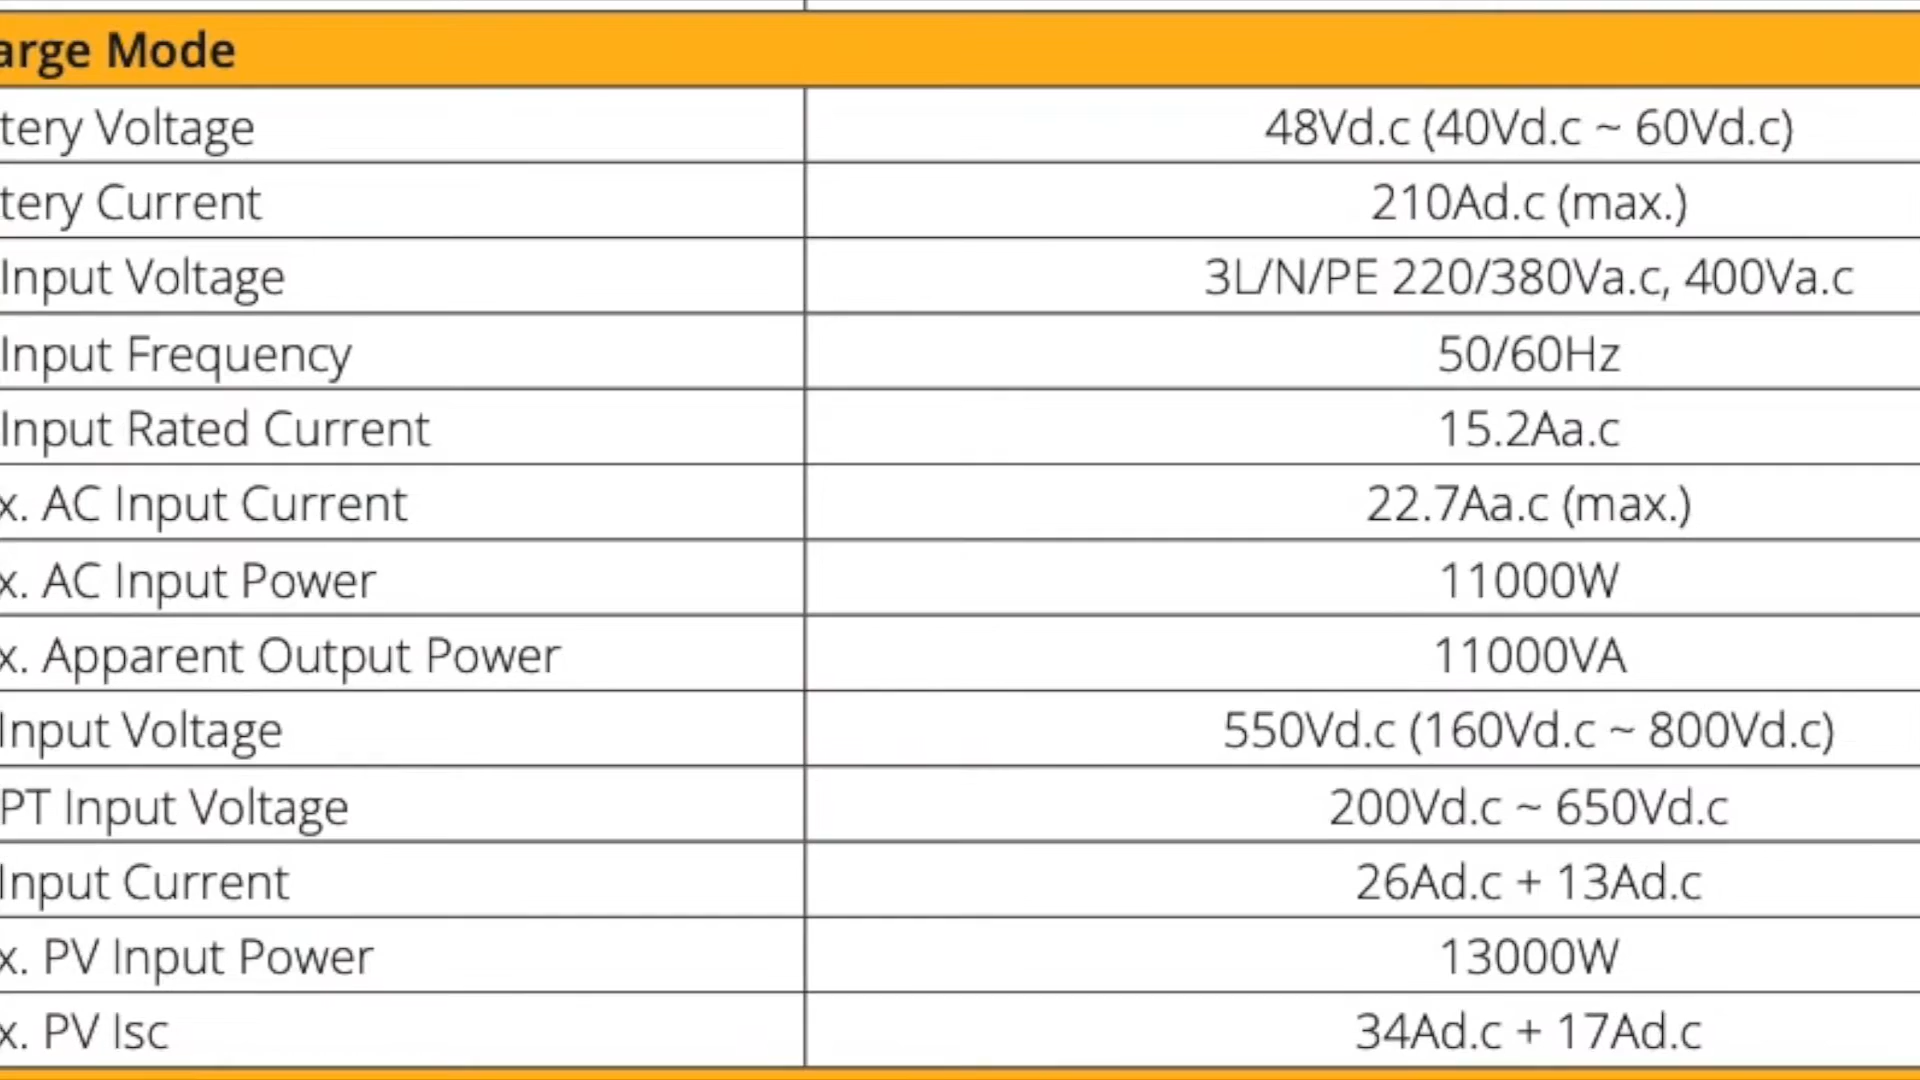 arge Mode
tery Voltage 48Vd.c (40Vd.c ~ 60Vd.c)
tery Current 210Ad.c (max.)
Input Voltage 3L/N/PE 220/380Va.c, 400Va.c
Input Frequency 50/60Hz
Input Rated Current 15.2Aa.c
x. AC Input Current 22.7Aa.c (max.)
x. AC Input Power 11000W
x. Apparent Output Power 11000VA
Input Voltage 550Vd.c (160Vd.c ~ 800Vd.c)
PT Input Voltage 200Vd.c ~ 650Vd.c
Input Current 26Ad.c + 13Ad.c
x. PV Input Power 13000W
x. PV Isc 34Ad.c + 17Ad.c